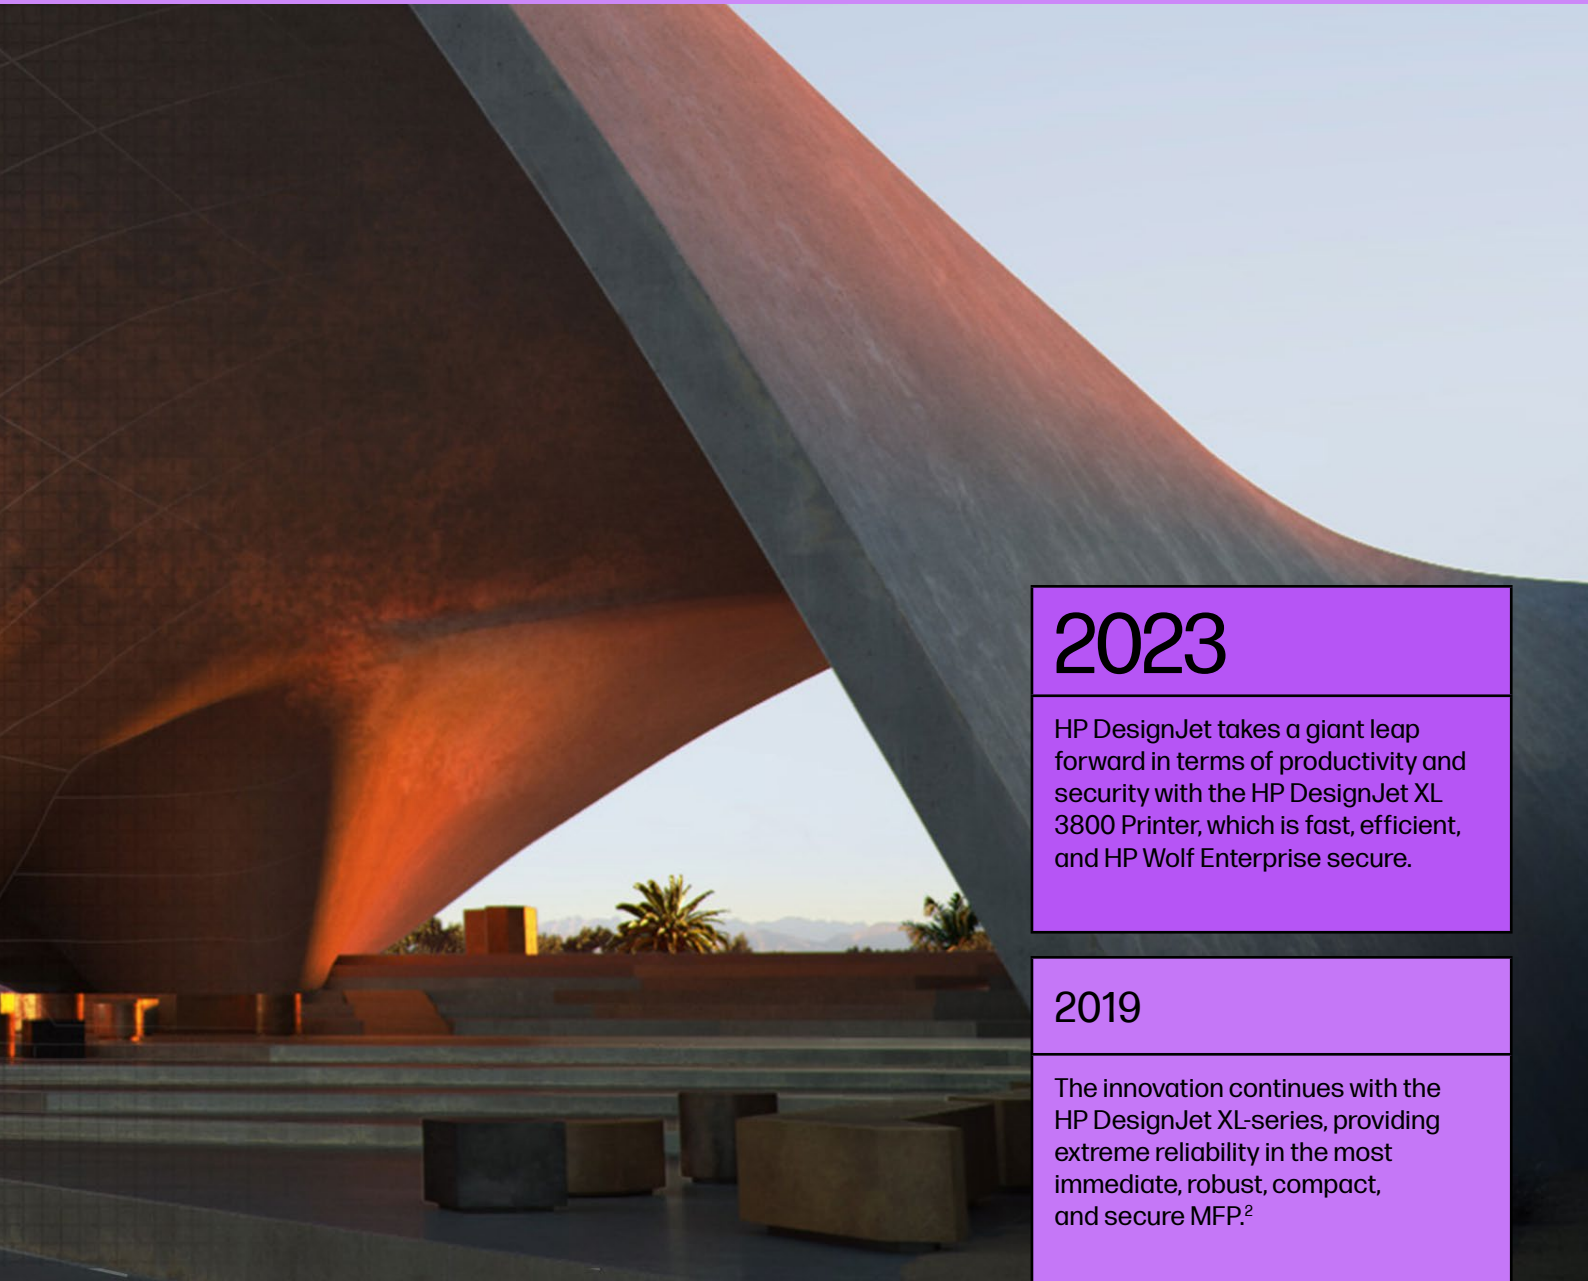 2023
HP DesignJet takes a giant leap
forward in terms of productivity and
security with the HP DesignJet XL
3800 Printer, which is fast, efficient,
and HP Wolf Enterprise secure.
2019
The innovation continues with the
HP DesignJet XL-series, providing
extreme reliability in the most
immediate, robust, compact,
and secure MFP.²